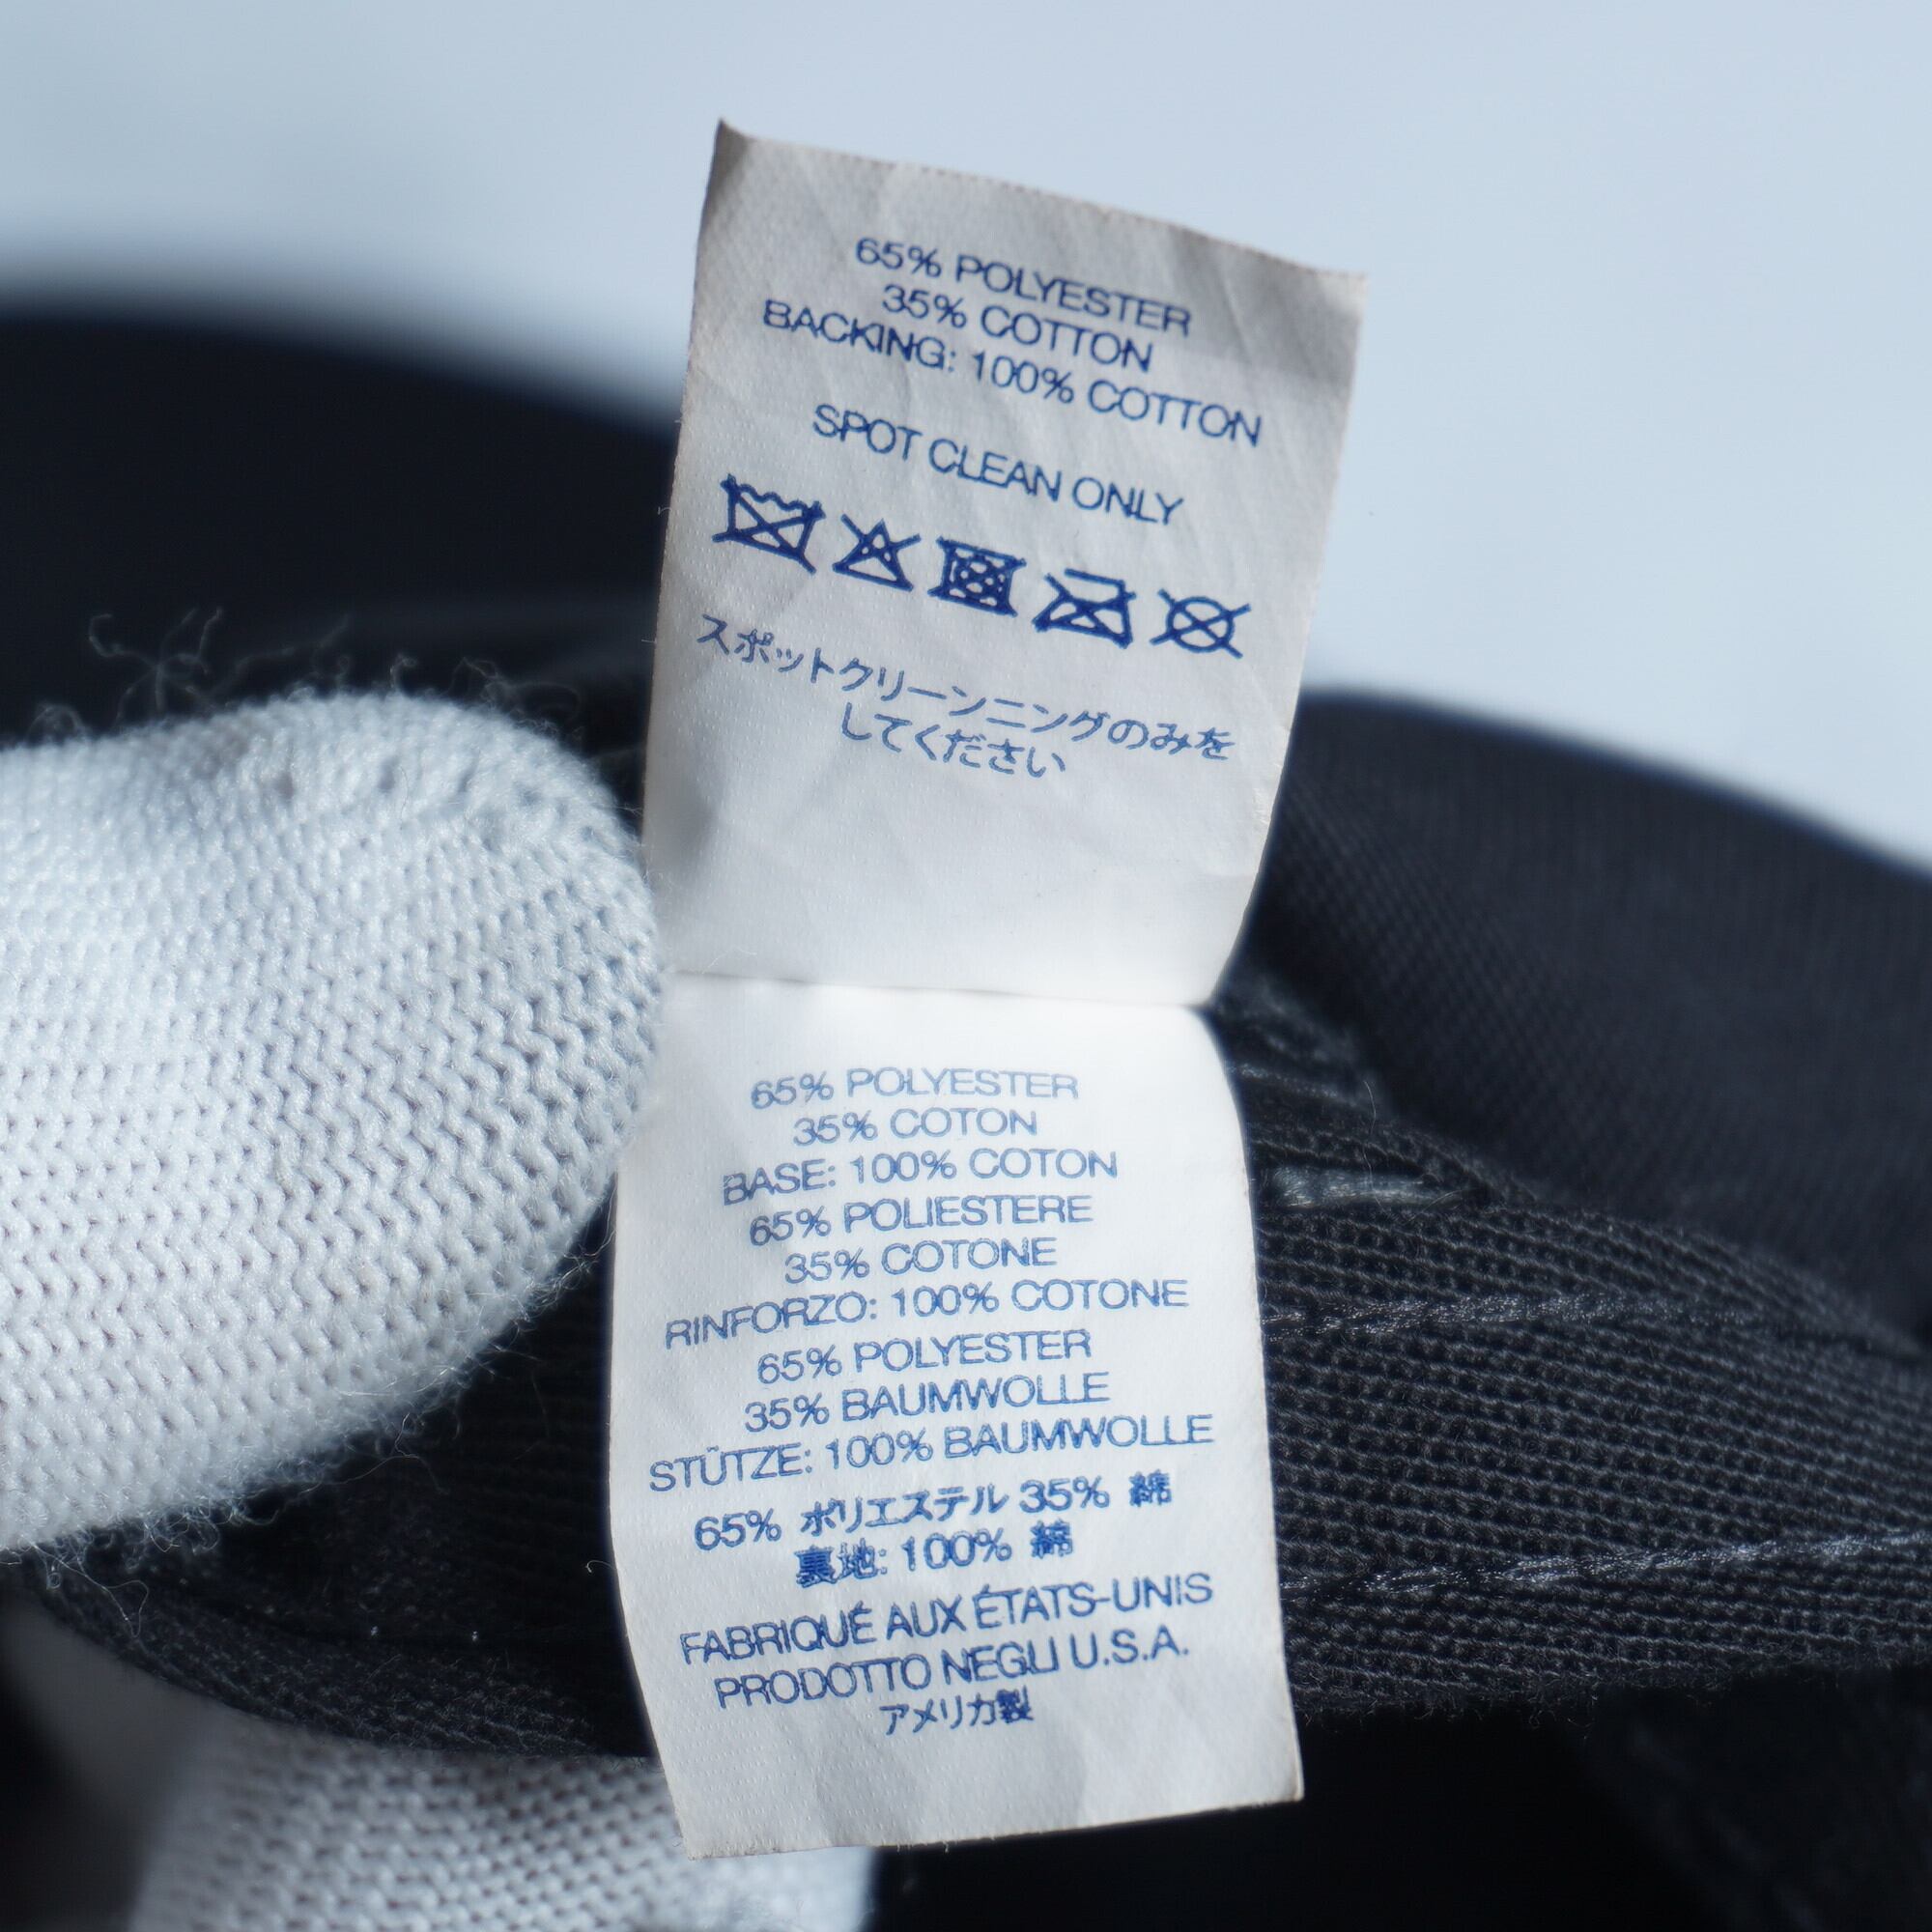 65% POLYESTER
35% COTTON
BACKING: 100% COTTON
SPOT CLEAN ONLY
スポットクリーンニングのみを
してください
65% POLYESTER
35% COTON
BASE: 100% COTON
65% POLIESTERE
35% COTONE
RINFORZO: 100% COTONE
65% POLYESTER
35% BAUMWOLLE
STÜTZE: 100% BAUMWOLLE
65% ポリエステル 35% 綿
裏地: 100% 綿
FABRIQUÉ AUX ÉTATS-UNIS
PRODOTTO NEGLI U.S.A.
アメリカ製